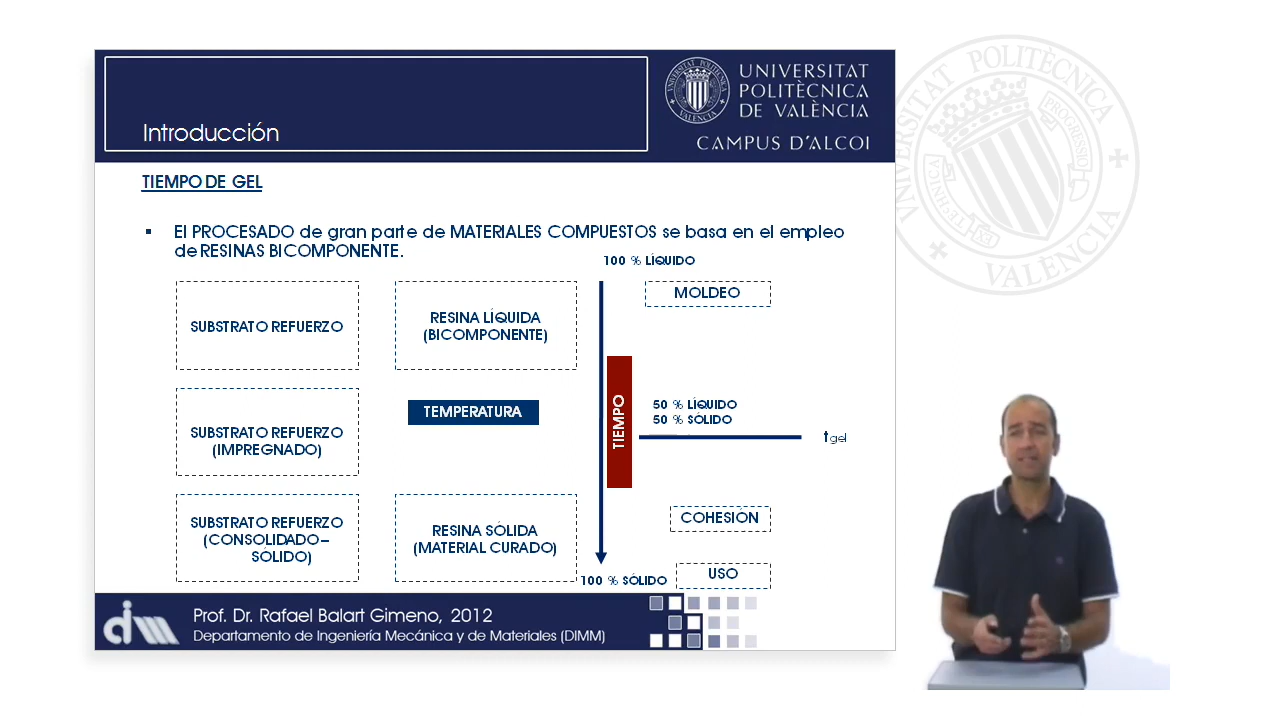 UNIVERSITAT
POLITÈCNICA
DE VALÈNCIA
CAMPUS D'ALCOI
Introducción
TIEMPO DE GEL
▪ El PROCESADO de gran parte de MATERIALES COMPUESTOS se basa en el empleo
de RESINAS BICOMPONENTE.
100 % LÍQUIDO
MOLDEO
SUBSTRATO REFUERZO
RESINA LÍQUIDA
(BICOMPONENTE)
TEMPERATURA
TIEMPO
50 % LÍQUIDO
50 % SÓLIDO
t gel
SUBSTRATO REFUERZO
(IMPREGNADO)
SUBSTRATO REFUERZO
(CONSOLIDADO –
SÓLIDO)
RESINA SÓLIDA
(MATERIAL CURADO)
COHESIÓN
100 % SÓLIDO
USO
dim
Prof. Dr. Rafael Balart Gimeno, 2012
Departamento de Ingeniería Mecánica y de Materiales (DIMM)
UNIVERSITAT POLITÈCNICA
VALÈNCIA